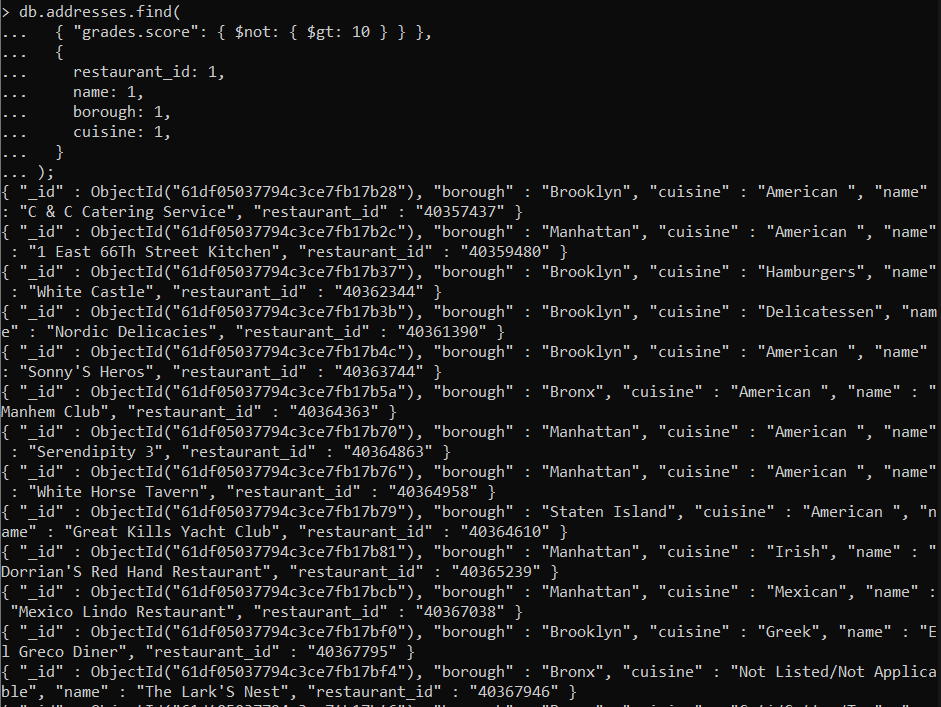 > db.addresses.find(
...   { "grades.score": { $not: { $gt: 10 } } },
...   {
...     restaurant_id: 1,
...     name: 1,
...     borough: 1,
...     cuisine: 1,
...   }
... );
{ "_id" : ObjectId("61df05037794c3ce7fb17b28"), "borough" : "Brooklyn", "cuisine" : "American ", "name"
: "C & C Catering Service", "restaurant_id" : "40357437" }
{ "_id" : ObjectId("61df05037794c3ce7fb17b2c"), "borough" : "Manhattan", "cuisine" : "American ", "name"
 : "1 East 66Th Street Kitchen", "restaurant_id" : "40359480" }
{ "_id" : ObjectId("61df05037794c3ce7fb17b37"), "borough" : "Brooklyn", "cuisine" : "Hamburgers", "name"
 : "White Castle", "restaurant_id" : "40362344" }
{ "_id" : ObjectId("61df05037794c3ce7fb17b3b"), "borough" : "Brooklyn", "cuisine" : "Delicatessen", "nam
e" : "Nordic Delicacies", "restaurant_id" : "40361390" }
{ "_id" : ObjectId("61df05037794c3ce7fb17b4c"), "borough" : "Brooklyn", "cuisine" : "American ", "name"
: "Sonny'S Heros", "restaurant_id" : "40363744" }
{ "_id" : ObjectId("61df05037794c3ce7fb17b5a"), "borough" : "Bronx", "cuisine" : "American ", "name" : "
Manhem Club", "restaurant_id" : "40364363" }
{ "_id" : ObjectId("61df05037794c3ce7fb17b70"), "borough" : "Manhattan", "cuisine" : "American ", "name"
 : "Serendipity 3", "restaurant_id" : "40364863" }
{ "_id" : ObjectId("61df05037794c3ce7fb17b76"), "borough" : "Manhattan", "cuisine" : "American ", "name"
 : "White Horse Tavern", "restaurant_id" : "40364958" }
{ "_id" : ObjectId("61df05037794c3ce7fb17b79"), "borough" : "Staten Island", "cuisine" : "American ", "n
ame" : "Great Kills Yacht Club", "restaurant_id" : "40364610" }
{ "_id" : ObjectId("61df05037794c3ce7fb17b81"), "borough" : "Manhattan", "cuisine" : "Irish", "name" : "
Dorrian'S Red Hand Restaurant", "restaurant_id" : "40365239" }
{ "_id" : ObjectId("61df05037794c3ce7fb17bcb"), "borough" : "Manhattan", "cuisine" : "Mexican", "name" :
 "Mexico Lindo Restaurant", "restaurant_id" : "40367038" }
{ "_id" : ObjectId("61df05037794c3ce7fb17bf0"), "borough" : "Brooklyn", "cuisine" : "Greek", "name" : "E
l Greco Diner", "restaurant_id" : "40367795" }
{ "_id" : ObjectId("61df05037794c3ce7fb17bf4"), "borough" : "Bronx", "cuisine" : "Not Listed/Not Applica
ble", "name" : "The Lark'S Nest", "restaurant_id" : "40367946" }